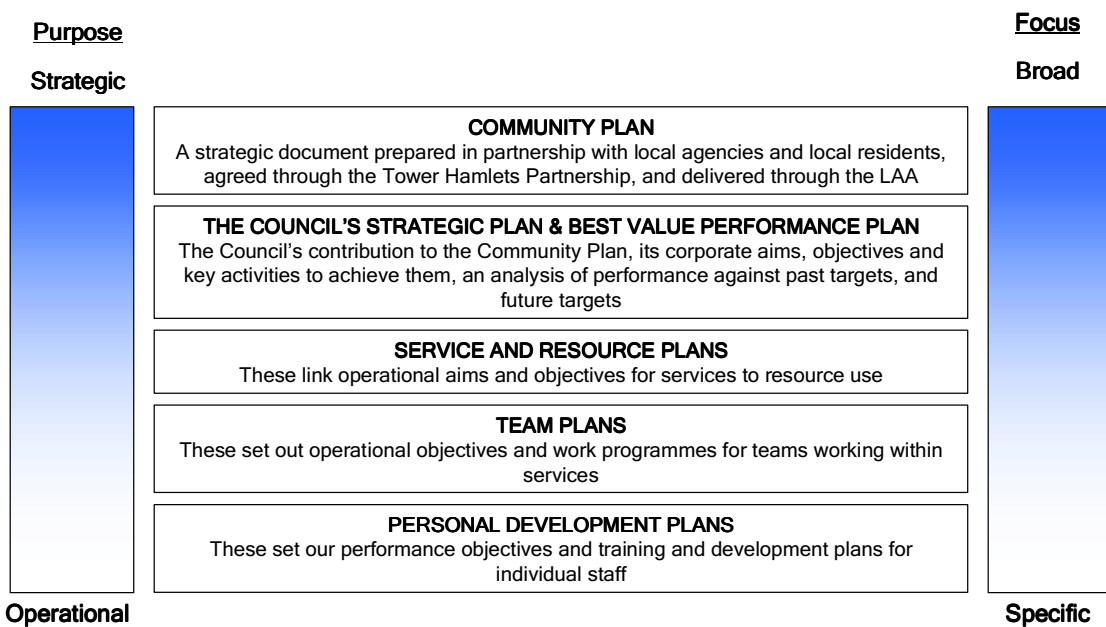 Purpose
Focus
Strategic
Broad
COMMUNITY PLAN
A strategic document prepared in partnership with local agencies and local residents,
agreed through the Tower Hamlets Partnership, and delivered through the LAA
THE COUNCIL'S STRATEGIC PLAN & BEST VALUE PERFORMANCE PLAN
The Council's contribution to the Community Plan, its corporate aims, objectives and
key activities to achieve them, an analysis of performance against past targets, and
future targets
SERVICE AND RESOURCE PLANS
These link operational aims and objectives for services to resource use
TEAM PLANS
These set out operational objectives and work programmes for teams working within
services
PERSONAL DEVELOPMENT PLANS
These set our performance objectives and training and development plans for
individual staff
Operational
Specific